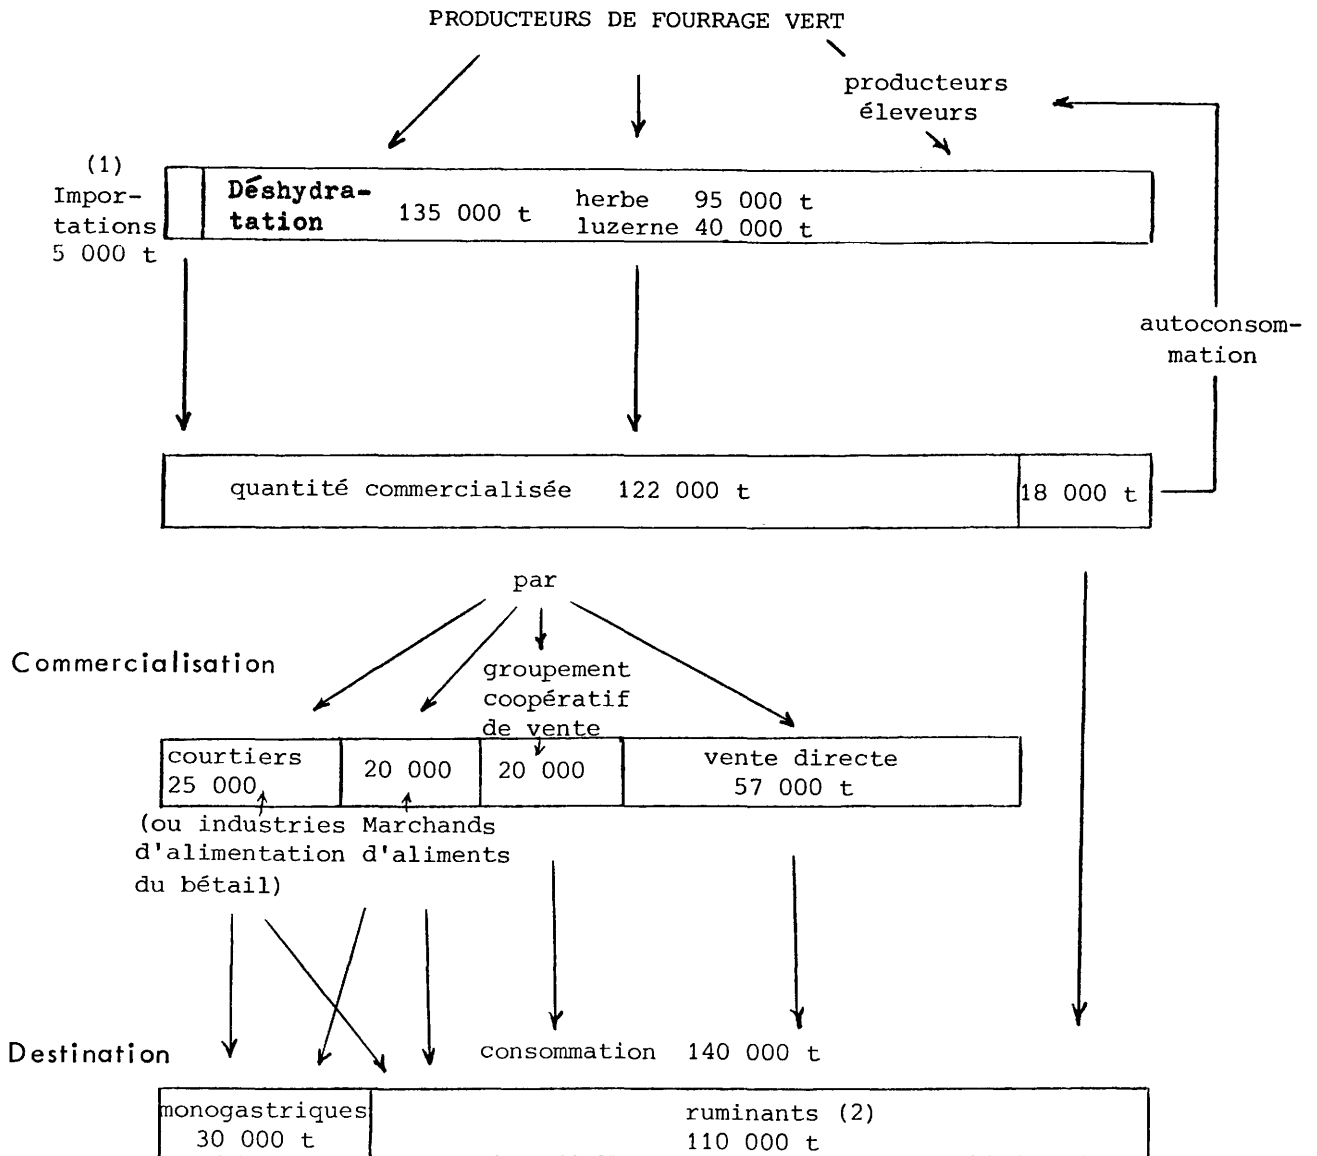 PRODUCTEURS DE FOURRAGE VERT
producteurs
éleveurs
(1)
Impor-
tations
5 000 t
Déshydra-
tation
135 000 t
herbe 95 000 t
luzerne 40 000 t
autoconsom-
mation
quantité commercialisée 122 000 t
18 000 t
par
Commercialisation
groupement
coopératif
de vente
courtiers
25 000
20 000
20 000
vente directe
57 000 t
(ou industries
d'alimentation
du bétail)
Marchands
d'aliments
Destination
consommation 140 000 t
monogastriques
30 000 t
ruminants (2)
110 000 t